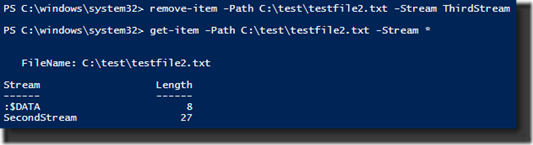 PS C:\windows\system32> remove-item -Path C:\test\testfile2.txt -Stream ThirdStream
PS C:\windows\system32> get-item -Path C:\test\testfile2.txt -Stream *
FileName: C:\test\testfile2.txt
Stream Length
------ ------
:$DATA 8
SecondStream 27